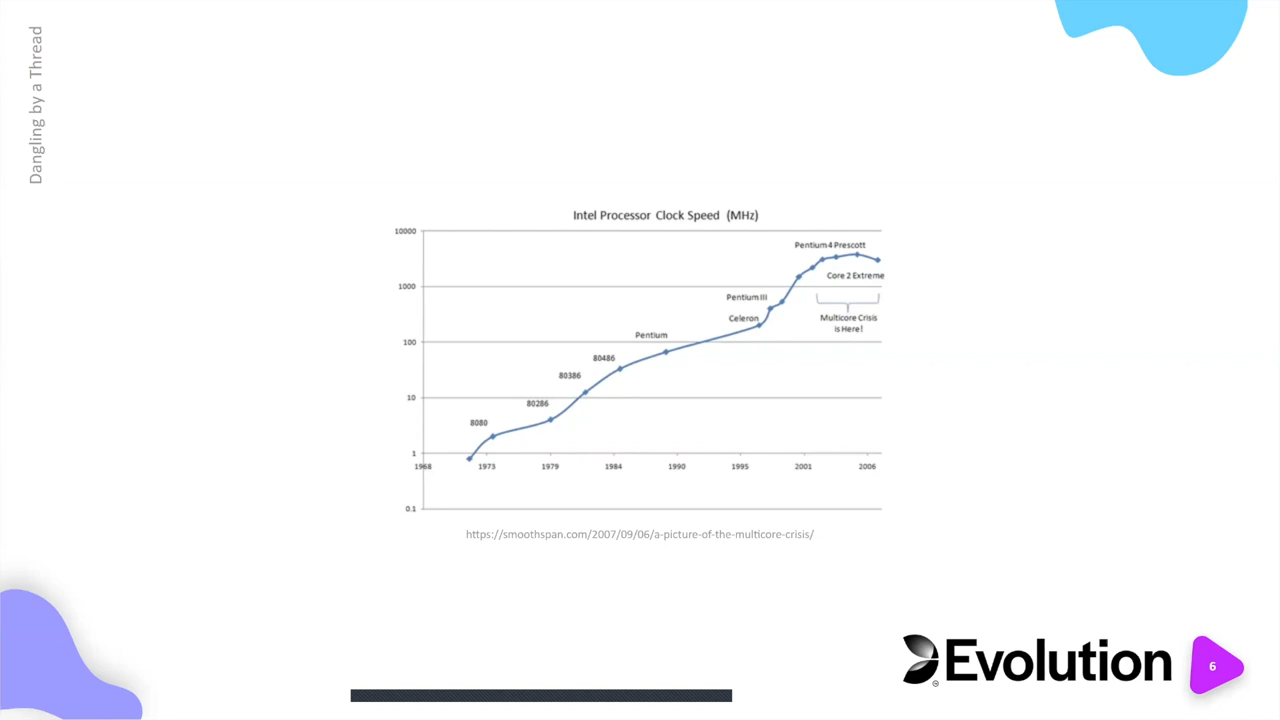 Dangling by a Thread
Intel Processor Clock Speed (MHz)
10000
1000
100
10
1
0.1
1968
1973
1979
1984
1990
1995
2001
2006
8080
80286
80386
80486
Pentium
Celeron
Pentium III
Pentium 4 Prescott
Core 2 Extreme
Multicore Crisis
is Here!
https://smoothspan.com/2007/09/06/a-picture-of-the-multicore-crisis/
Evolution
6